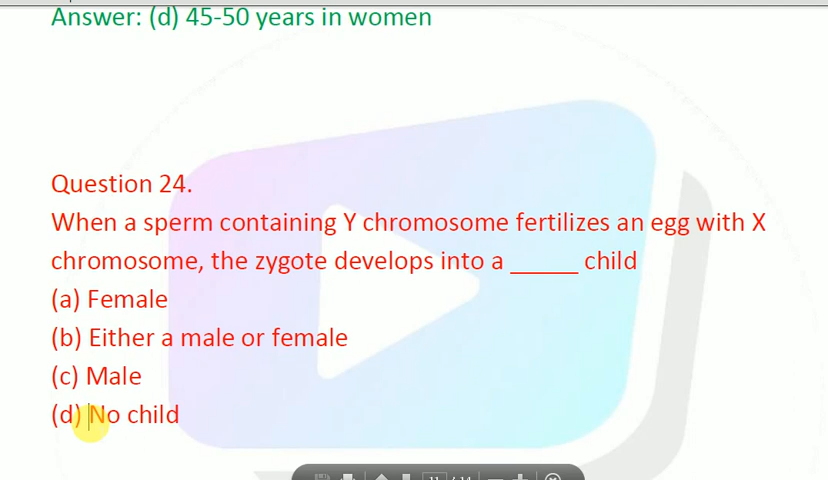 Answer: (d) 45-50 years in women
Question 24.
When a sperm containing Y chromosome fertilizes an egg with X
chromosome, the zygote develops into a _____ child
(a) Female
(b) Either a male or female
(c) Male
(d) No child